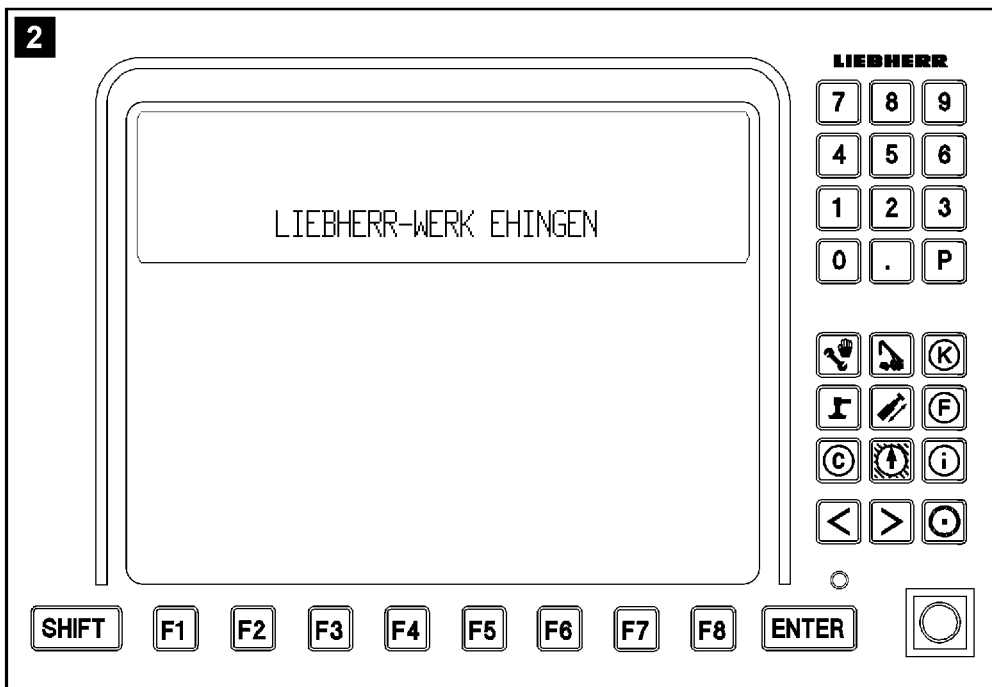 2
LIEBHERR
LIEBHERR-WERK EHINGEN
7 8 9
4 5 6
1 2 3
0 . P
K
F
C i
< >
SHIFT F1 F2 F3 F4 F5 F6 F7 F8 ENTER